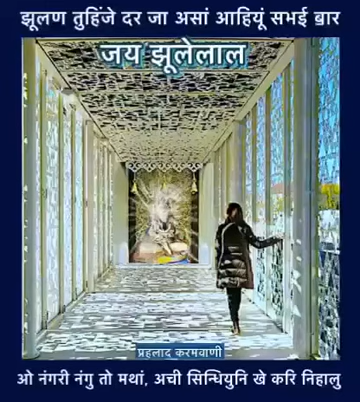 झूलण तुहिंजे दर जा असां आहियूं सभई ॿार
जय झूलेलाल
प्रहलाद करमवाणी
ओ नंगरी नंगु तो मथां, अची सिन्धियुनि खे करि निहालु